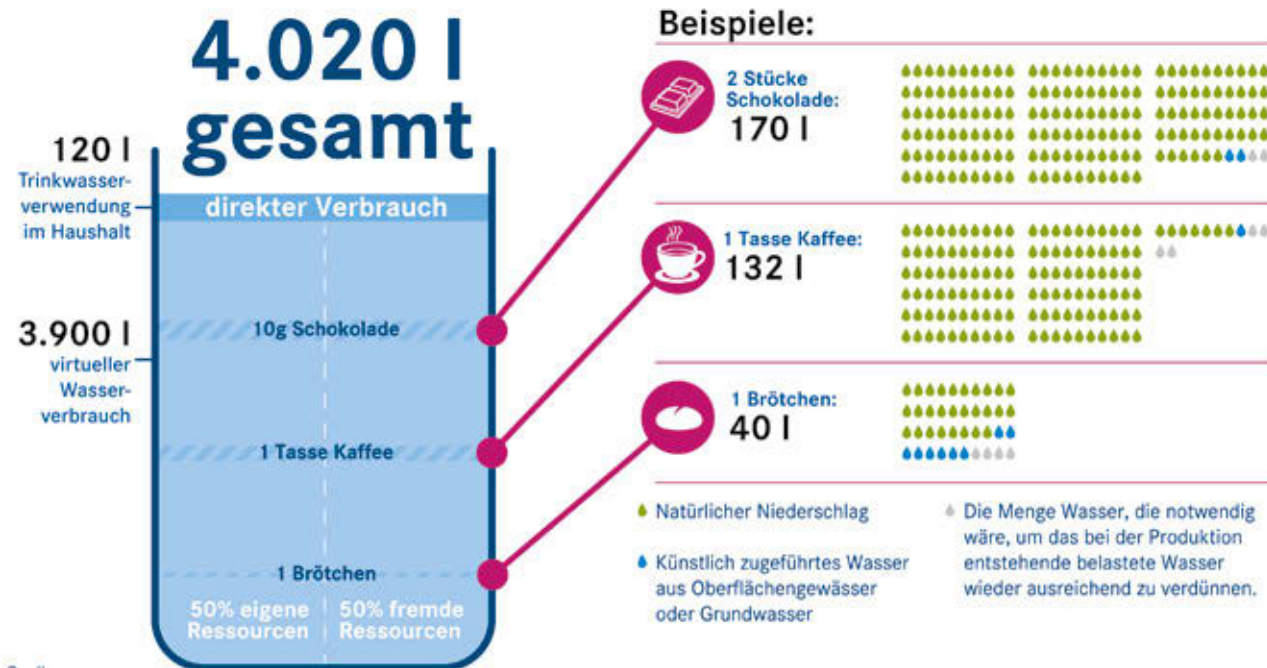 4.020 l
gesamt
120 l
Trinkwasser-
verwendung
im Haushalt
direkter Verbrauch
3.900 l
virtueller
Wasser-
verbrauch
10g Schokolade
1 Tasse Kaffee
1 Brötchen
50% eigene
Ressourcen
50% fremde
Ressourcen
Beispiele:
2 Stücke
Schokolade:
170 l
1 Tasse Kaffee:
132 l
1 Brötchen:
40 l
Natürlicher Niederschlag
Künstlich zugeführtes Wasser
aus Oberflächengewässer
oder Grundwasser
Die Menge Wasser, die notwendig
wäre, um das bei der Produktion
entstehende belastete Wasser
wieder ausreichend zu verdünnen.